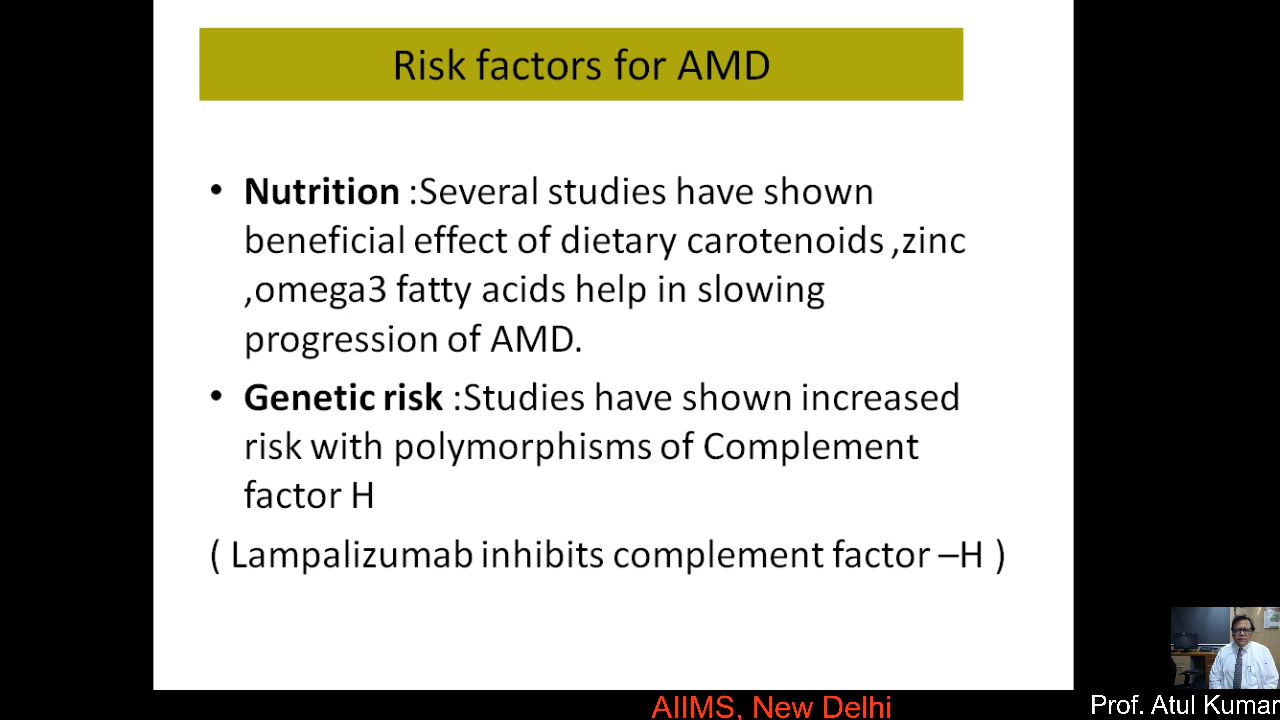 Risk factors for AMD
• Nutrition :Several studies have shown
beneficial effect of dietary carotenoids ,zinc
,omega3 fatty acids help in slowing
progression of AMD.
• Genetic risk :Studies have shown increased
risk with polymorphisms of Complement
factor H
( Lampalizumab inhibits complement factor –H )
AIIMS, New Delhi
Prof. Atul Kumar